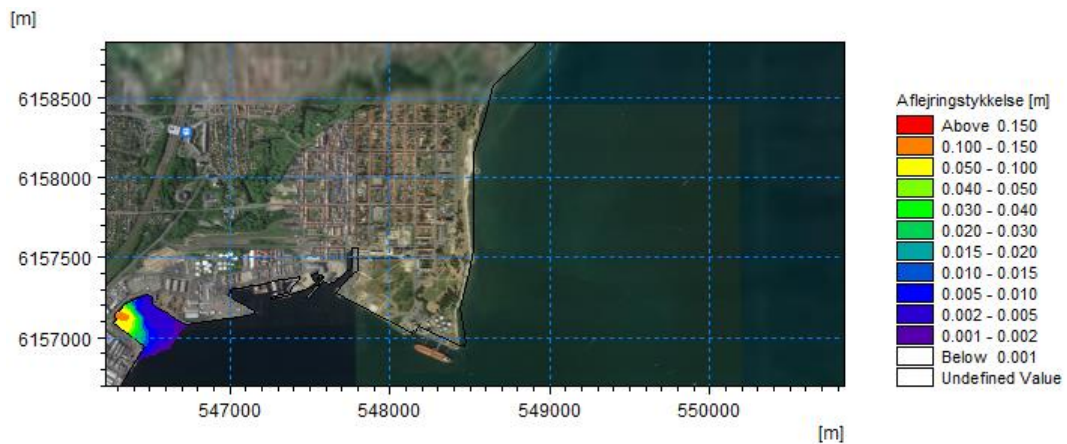 [m]
6158500
6158000
6157500
6157000
547000
548000
549000
550000
[m]
Aflejringstykkelse [m]
Above 0.150
0.100 - 0.150
0.050 - 0.100
0.040 - 0.050
0.030 - 0.040
0.020 - 0.030
0.015 - 0.020
0.010 - 0.015
0.005 - 0.010
0.002 - 0.005
0.001 - 0.002
Below 0.001
Undefined Value